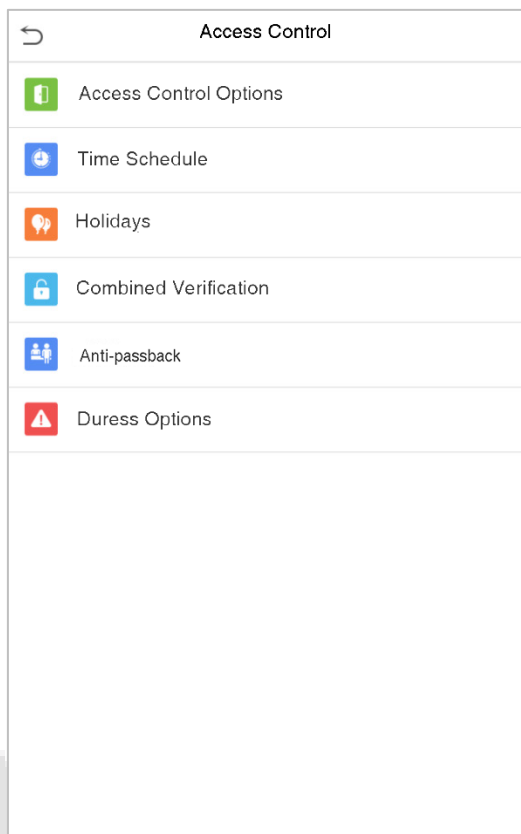 Access Control
Access Control Options
Time Schedule
Holidays
Combined Verification
Anti-passback
Duress Options